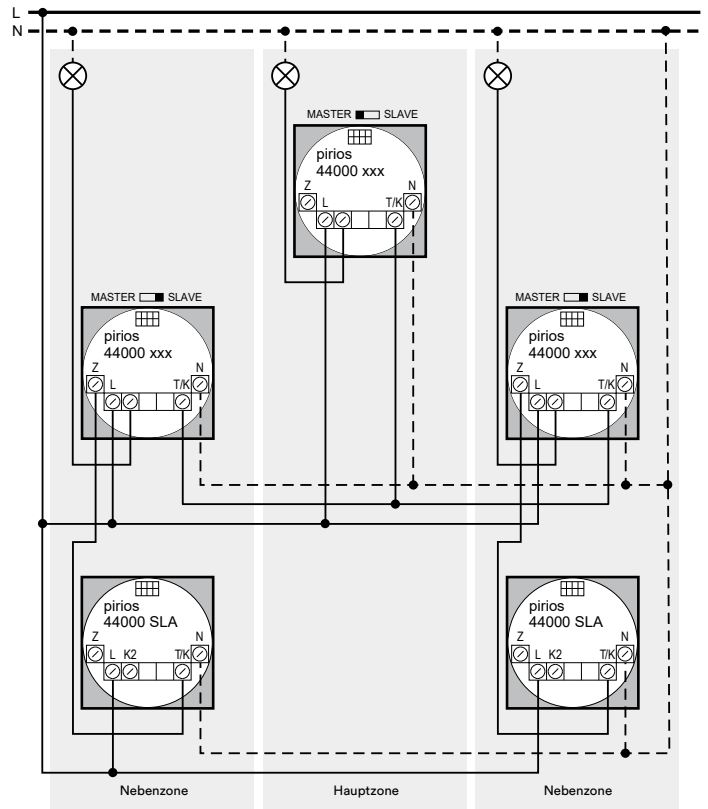 L
N
MASTER SLAVE
pirios
44000 xxx
Z L T/K N
MASTER SLAVE
pirios
44000 xxx
Z L T/K N
MASTER SLAVE
pirios
44000 xxx
Z L T/K N
pirios
44000 SLA
Z L K2 T/K N
pirios
44000 SLA
Z L K2 T/K N
Nebenzone Hauptzone Nebenzone